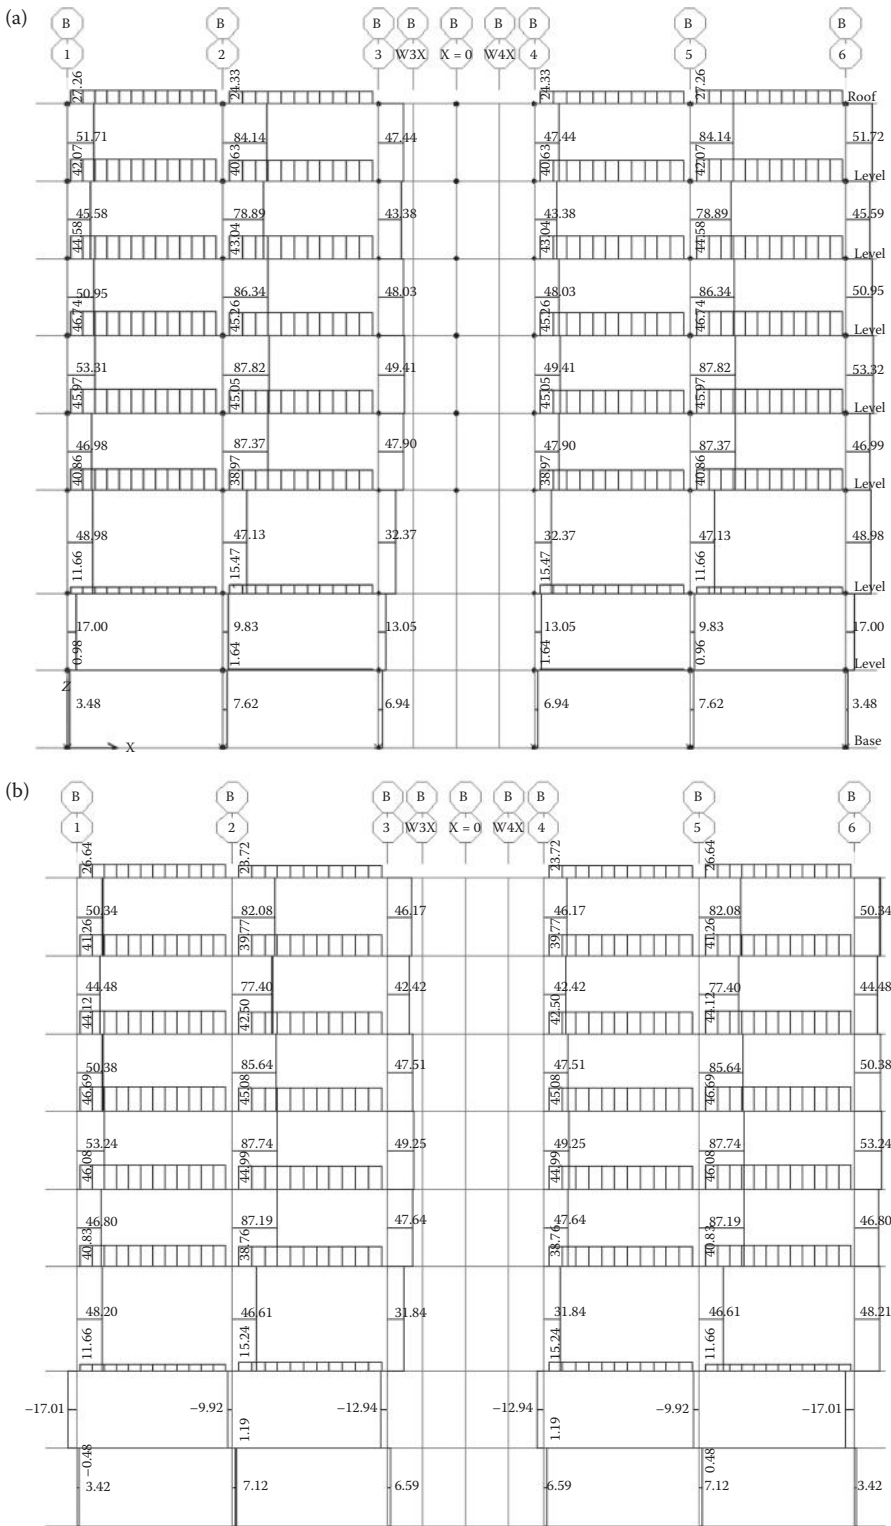 (a)
B B B B B B B B B
1 2 3 W3X X = 0 W4X 4 5 6
27.26 24.33 24.33 27.26 Roof
51.71 84.14 47.44 47.44 84.14 51.72
42.07 40.63 40.63 42.07 Level
45.58 78.89 43.38 43.38 78.89 45.59
44.58 43.04 43.04 44.58 Level
50.95 86.34 48.03 48.03 86.34 50.95
46.74 45.26 45.26 46.74 Level
53.31 87.82 49.41 49.41 87.82 53.32
45.97 45.05 45.05 45.97 Level
46.98 87.37 47.90 47.90 87.37 46.99
40.86 38.97 38.97 40.86 Level
48.98 47.13 32.37 32.37 47.13 48.98
11.66 15.47 15.47 11.66 Level
17.00 9.83 13.05 13.05 9.83 17.00
0.98 1.64 1.64 0.96 Level
Z
3.48 7.62 6.94 6.94 7.62 3.48
X Base
(b)
B B B B B B B B B
1 2 3 W3X X = 0 W4X 4 5 6
26.64 23.72 23.72 26.64
50.34 82.08 46.17 46.17 82.08 50.34
41.26 39.77 39.77 41.26
44.48 77.40 42.42 42.42 77.40 44.48
44.12 42.50 42.50 44.12
50.38 85.64 47.51 47.51 85.64 50.38
46.69 45.08 45.08 46.69
53.24 87.74 49.25 49.25 87.74 53.24
46.08 44.99 44.99 46.08
46.80 87.19 47.64 47.64 87.19 46.80
40.83 38.76 38.76 40.83
48.20 46.61 31.84 31.84 46.61 48.21
11.66 15.24 15.24 11.66
−17.01 −9.92 −12.94 −12.94 −9.92 −17.01
1.19 1.19
−0.48 0.48
3.42 7.12 6.59 6.59 7.12 3.42